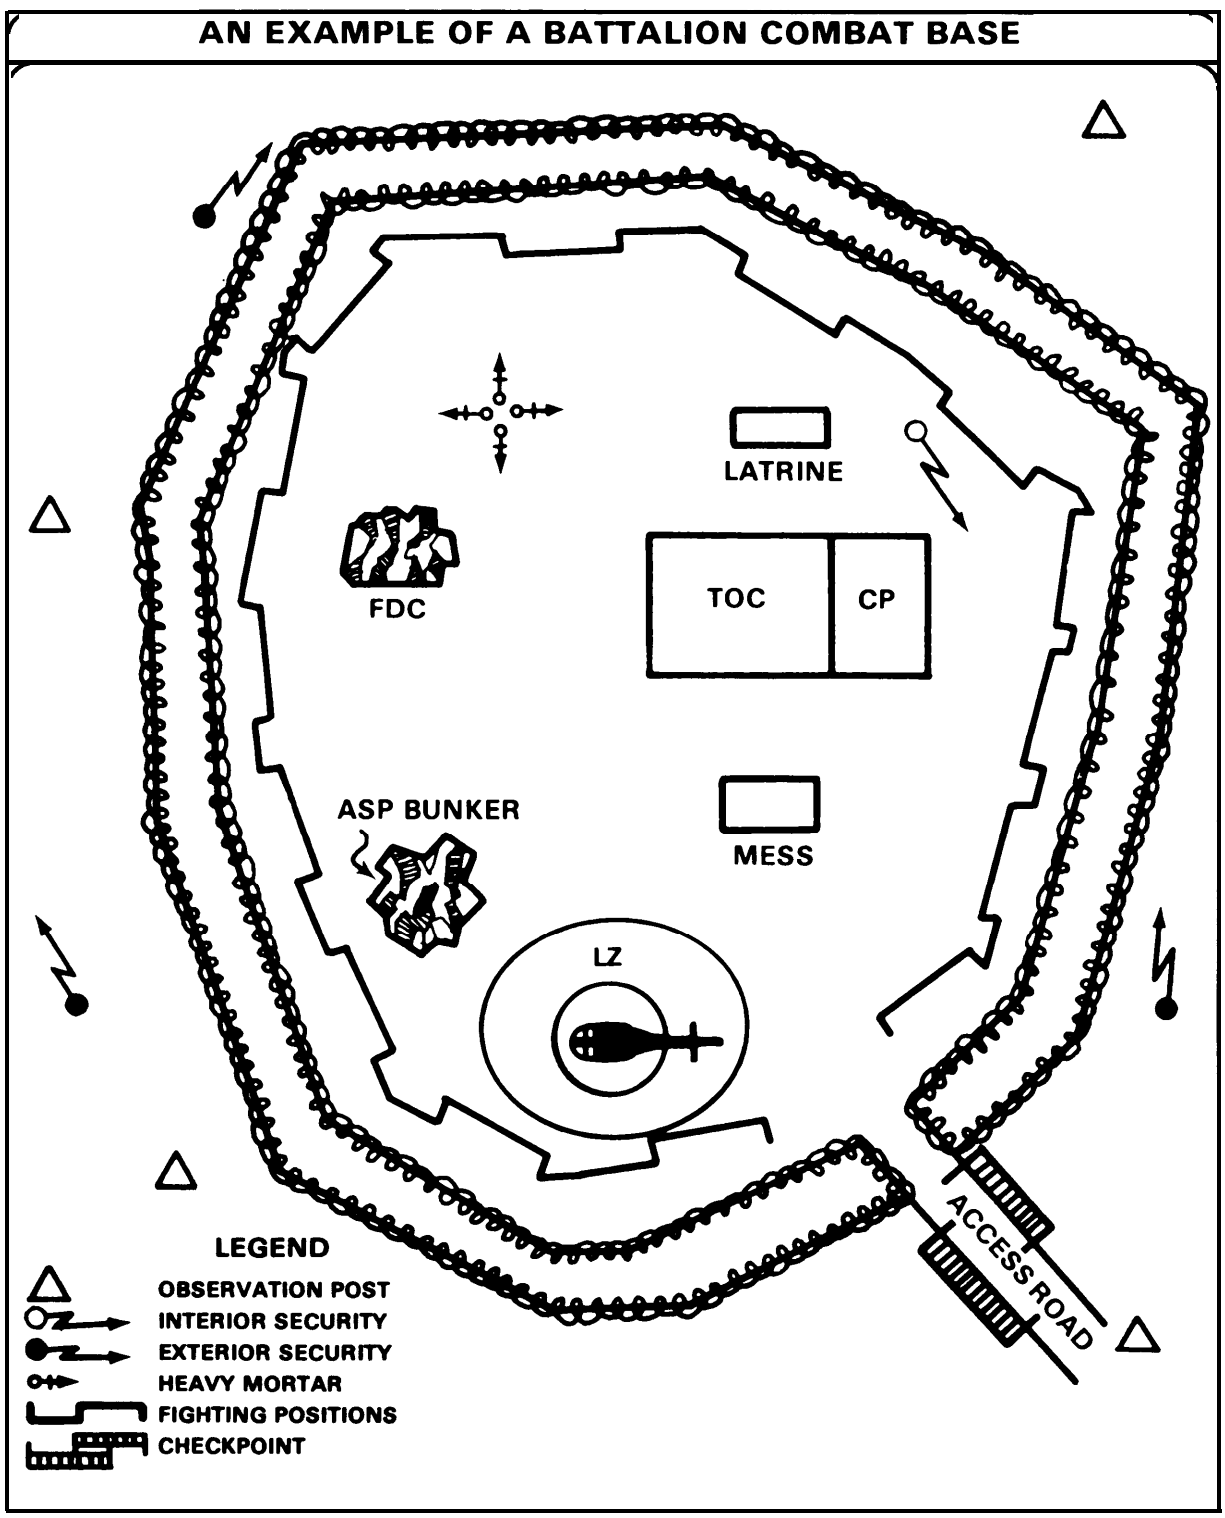 AN EXAMPLE OF A BATTALION COMBAT BASE
LATRINE
TOC
CP
FDC
ASP BUNKER
MESS
LZ
ACCESS ROAD
LEGEND
OBSERVATION POST
INTERIOR SECURITY
EXTERIOR SECURITY
HEAVY MORTAR
FIGHTING POSITIONS
CHECKPOINT